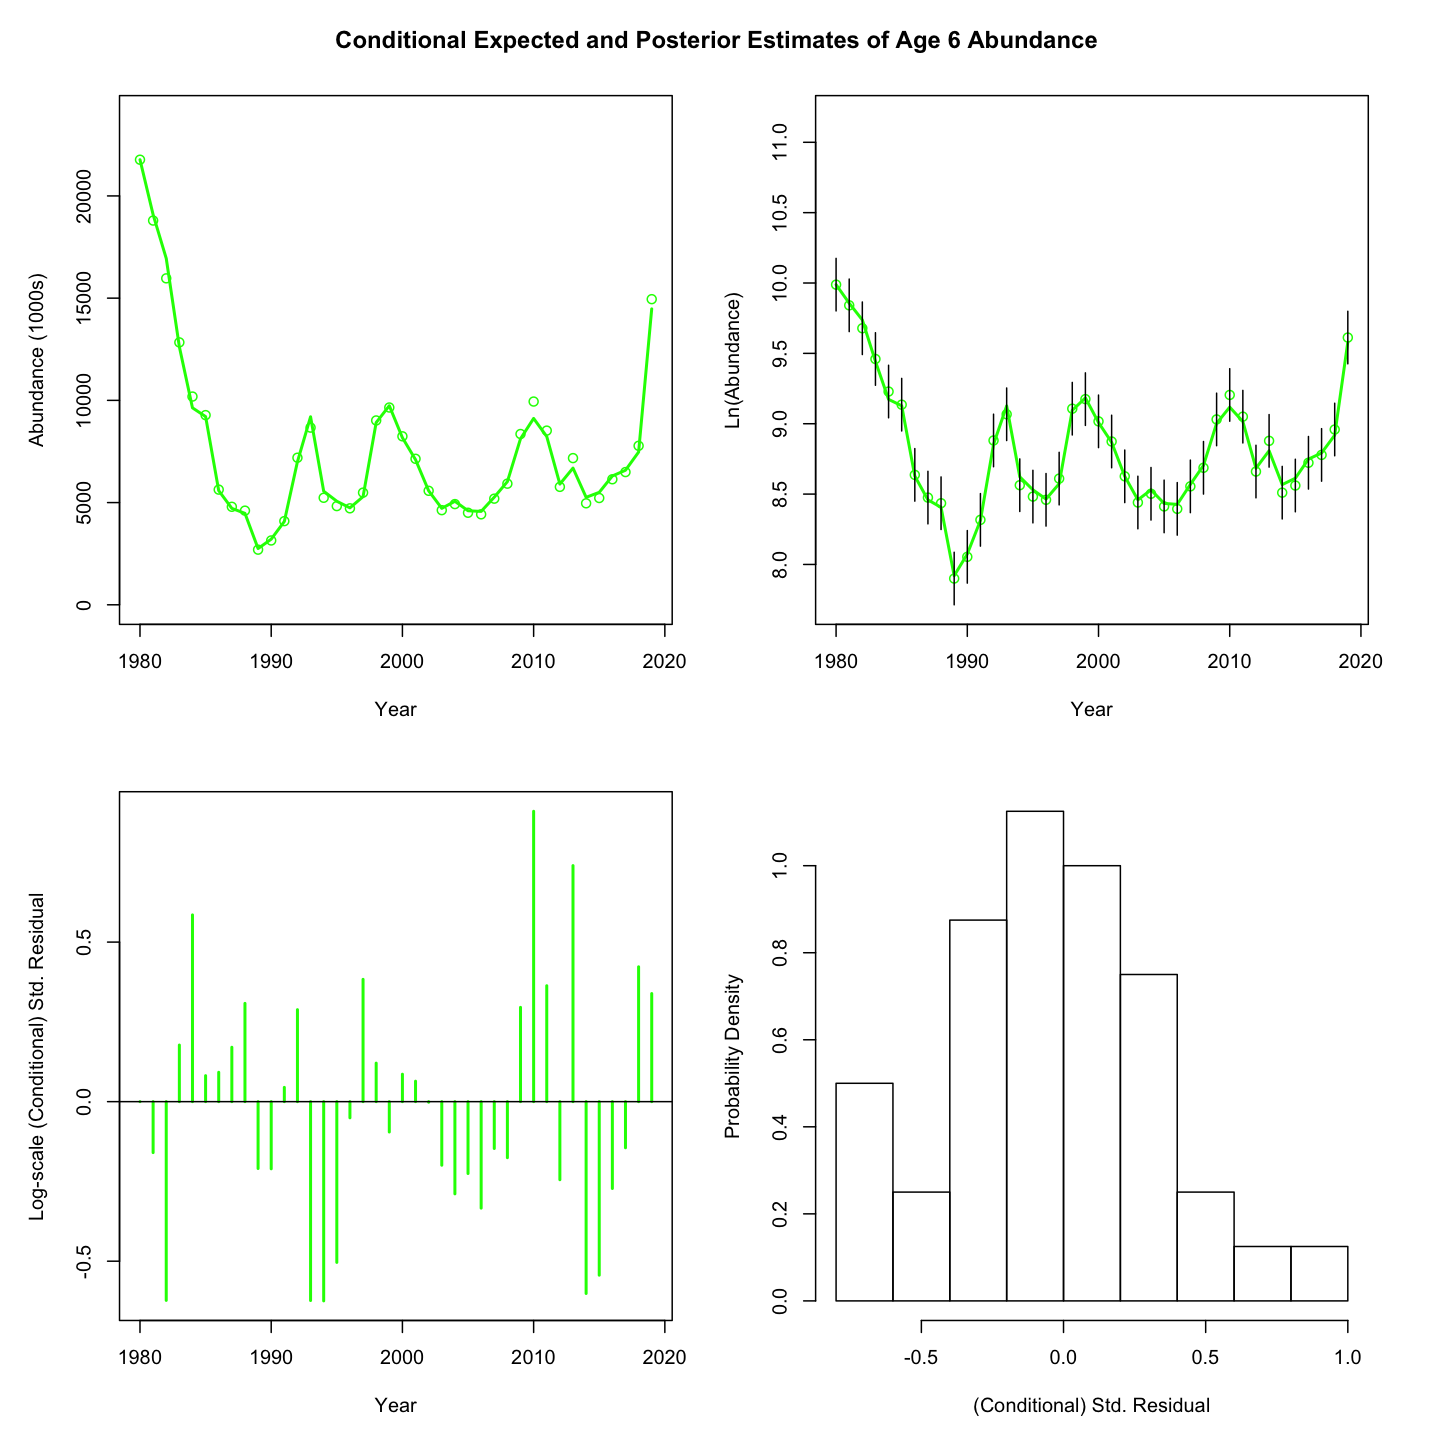 Conditional Expected and Posterior Estimates of Age 6 Abundance
Abundance (1000s)
20000
15000
10000
5000
0
1980 1990 2000 2010 2020
Year
Ln(Abundance)
11.0
10.5
10.0
9.5
9.0
8.5
8.0
1980 1990 2000 2010 2020
Year
Log-scale (Conditional) Std. Residual
0.5
0.0
-0.5
1980 1990 2000 2010 2020
Year
Probability Density
1.0
0.8
0.6
0.4
0.2
0.0
-0.5 0.0 0.5 1.0
(Conditional) Std. Residual